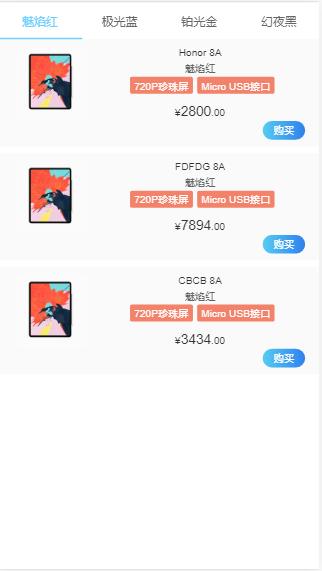 魅焰红 极光蓝 铂光金 幻夜黑
Honor 8A
魅焰红
720P珍珠屏 Micro USB接口
¥2800.00
购买
FDFDG 8A
魅焰红
720P珍珠屏 Micro USB接口
¥7894.00
购买
CBCB 8A
魅焰红
720P珍珠屏 Micro USB接口
¥3434.00
购买